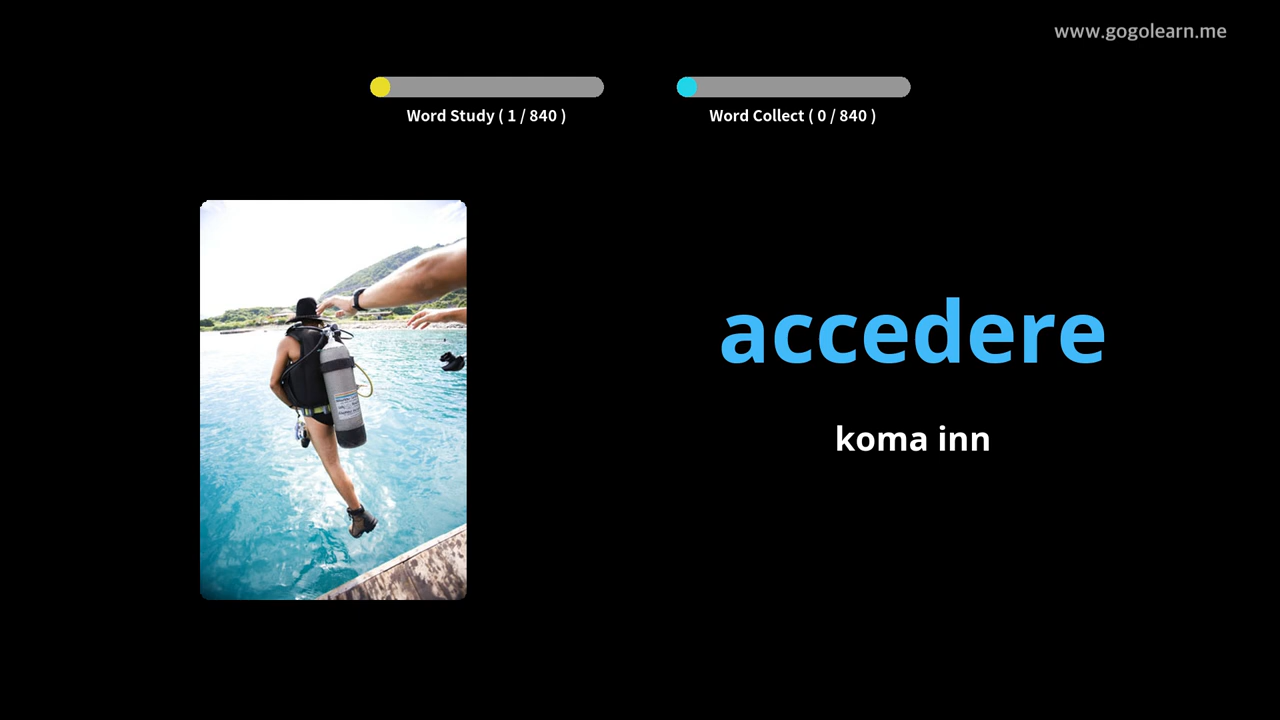 www.gogolearn.me
Word Study ( 1 / 840 )
Word Collect ( 0 / 840 )
accedere
koma inn